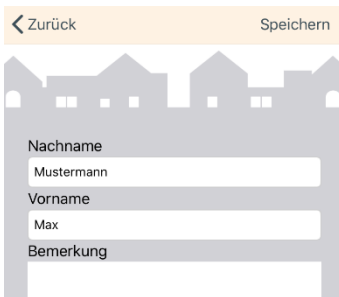 Zurück Speichern
Nachname
Mustermann
Vorname
Max
Bemerkung